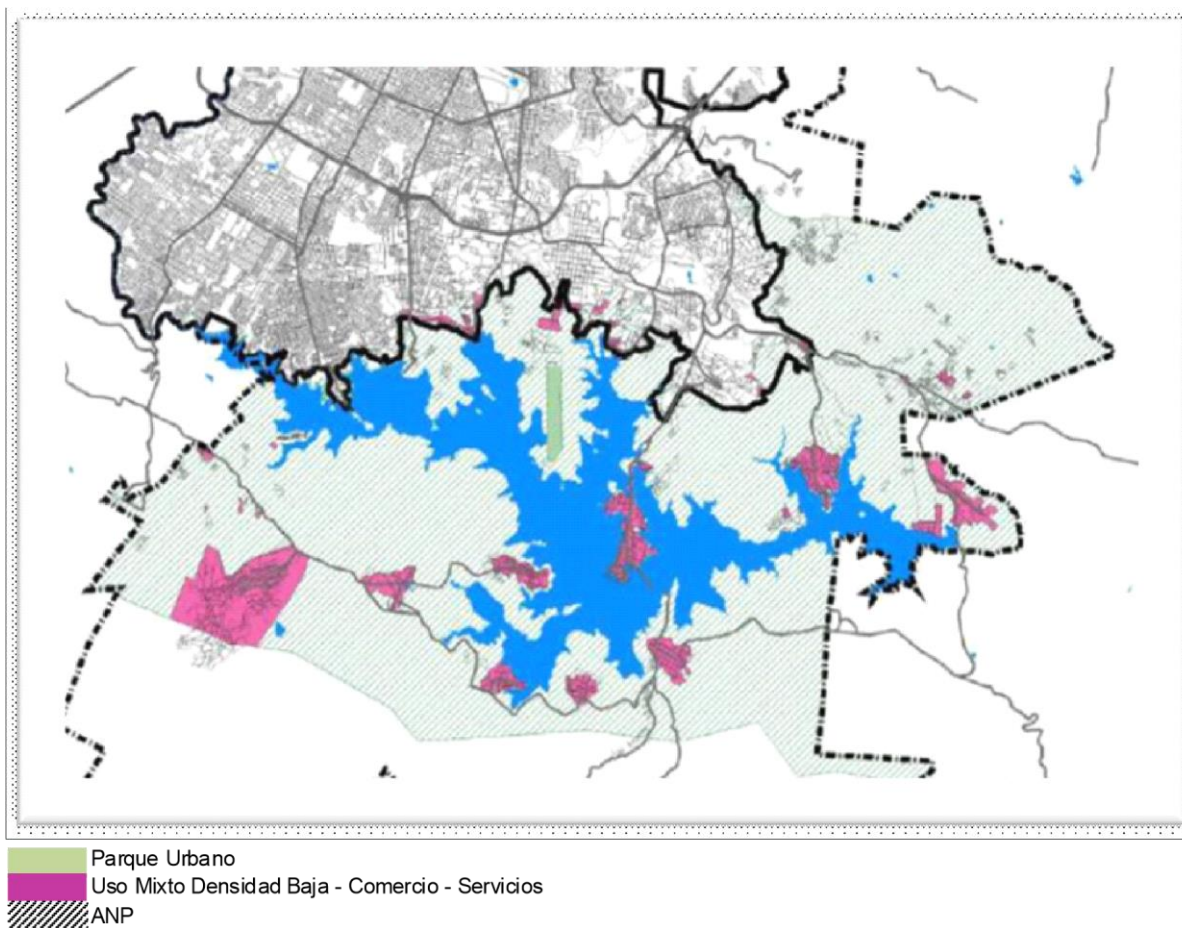 Parque Urbano
Uso Mixto Densidad Baja - Comercio - Servicios
ANP